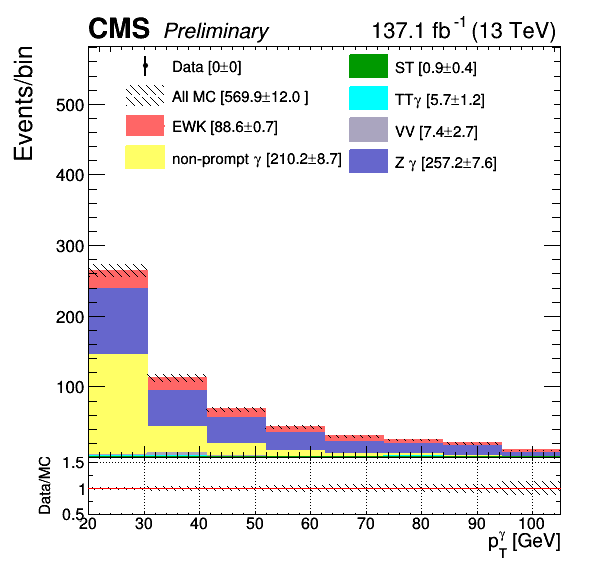 CMS Preliminary 137.1 fb⁻¹ (13 TeV)
Events/bin
Data [0±0]
All MC [569.9±12.0 ]
EWK [88.6±0.7]
non-prompt γ [210.2±8.7]
ST [0.9±0.4]
TTγ [5.7±1.2]
VV [7.4±2.7]
Z γ [257.2±7.6]
500
400
300
200
100
Data/MC
1.5
1
0.5
20 30 40 50 60 70 80 90 100
p_T^γ [GeV]